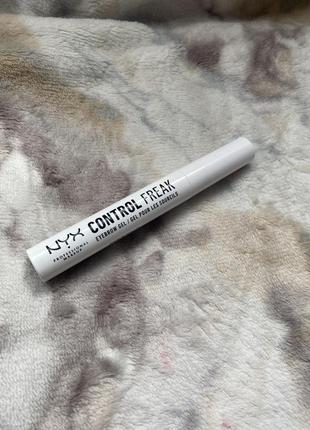 NYX
PROFESSIONAL
MAKEUP
CONTROL FREAK
EYEBROW GEL / GEL POUR LES SOURCILS